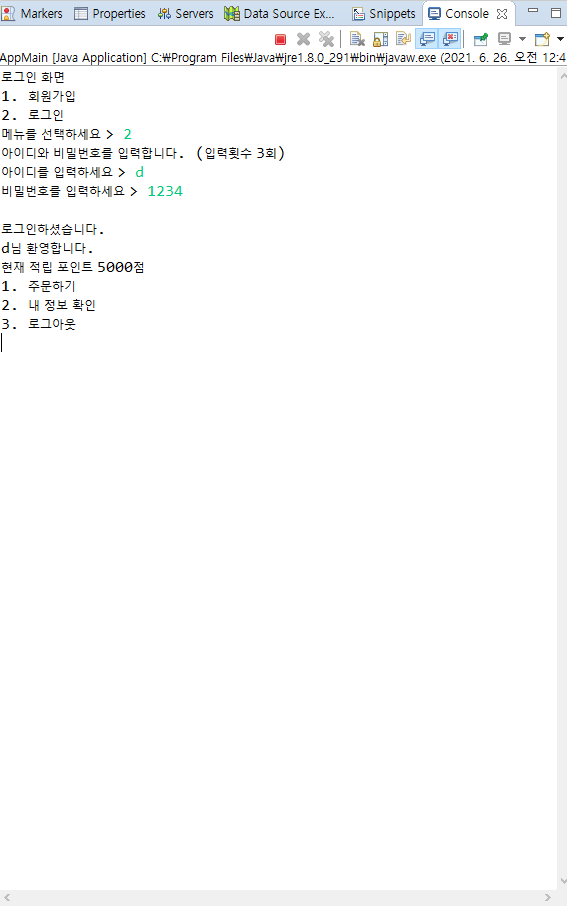 Markers Properties Servers Data Source Ex... Snippets Console
AppMain [Java Application] C:₩Program Files₩Java₩jre1.8.0_291₩bin₩javaw.exe (2021. 6. 26. 오전 12:4
로그인 화면
1. 회원가입
2. 로그인
메뉴를 선택하세요 > 2
아이디와 비밀번호를 입력합니다. (입력횟수 3회)
아이디를 입력하세요 > d
비밀번호를 입력하세요 > 1234
로그인하셨습니다.
d님 환영합니다.
현재 적립 포인트 5000점
1. 주문하기
2. 내 정보 확인
3. 로그아웃